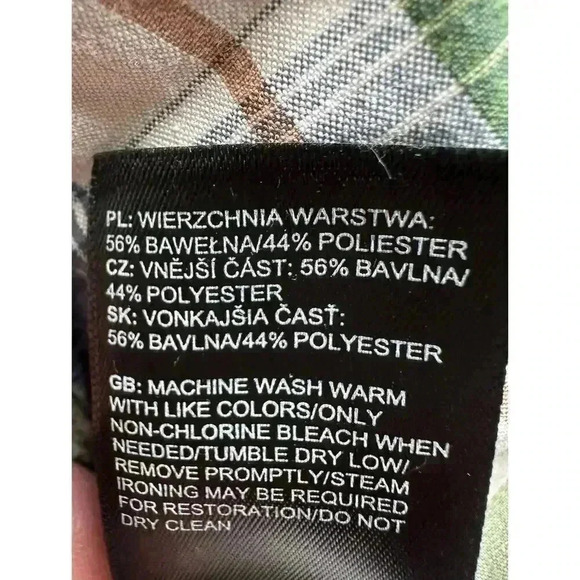 PL: WIERZCHNIA WARSTWA:
56% BAWEŁNA/44% POLIESTER
CZ: VNĚJŠÍ ČÁST: 56% BAVLNA/
44% POLYESTER
SK: VONKAJŠIA ČASŤ:
56% BAVLNA/44% POLYESTER
GB: MACHINE WASH WARM
WITH LIKE COLORS/ONLY
NON-CHLORINE BLEACH WHEN
NEEDED/TUMBLE DRY LOW/
REMOVE PROMPTLY/STEAM
IRONING MAY BE REQUIRED
FOR RESTORATION/DO NOT
DRY CLEAN